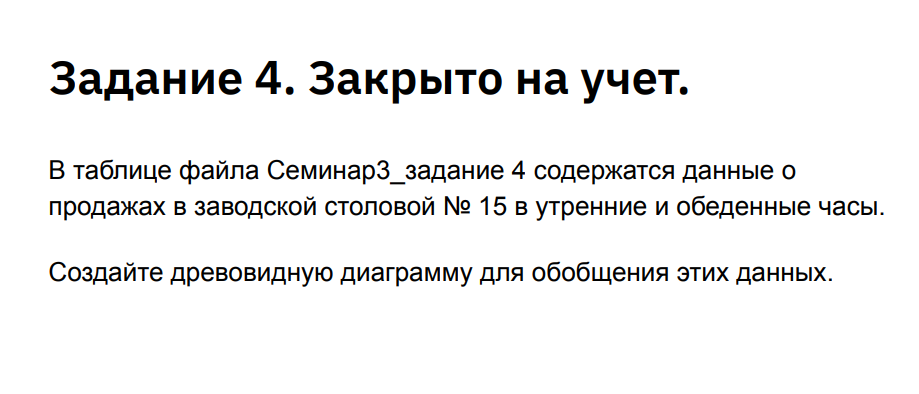 Задание 4. Закрыто на учет.
В таблице файла Семинар3_задание 4 содержатся данные о
продажах в заводской столовой № 15 в утренние и обеденные часы.
Создайте древовидную диаграмму для обобщения этих данных.